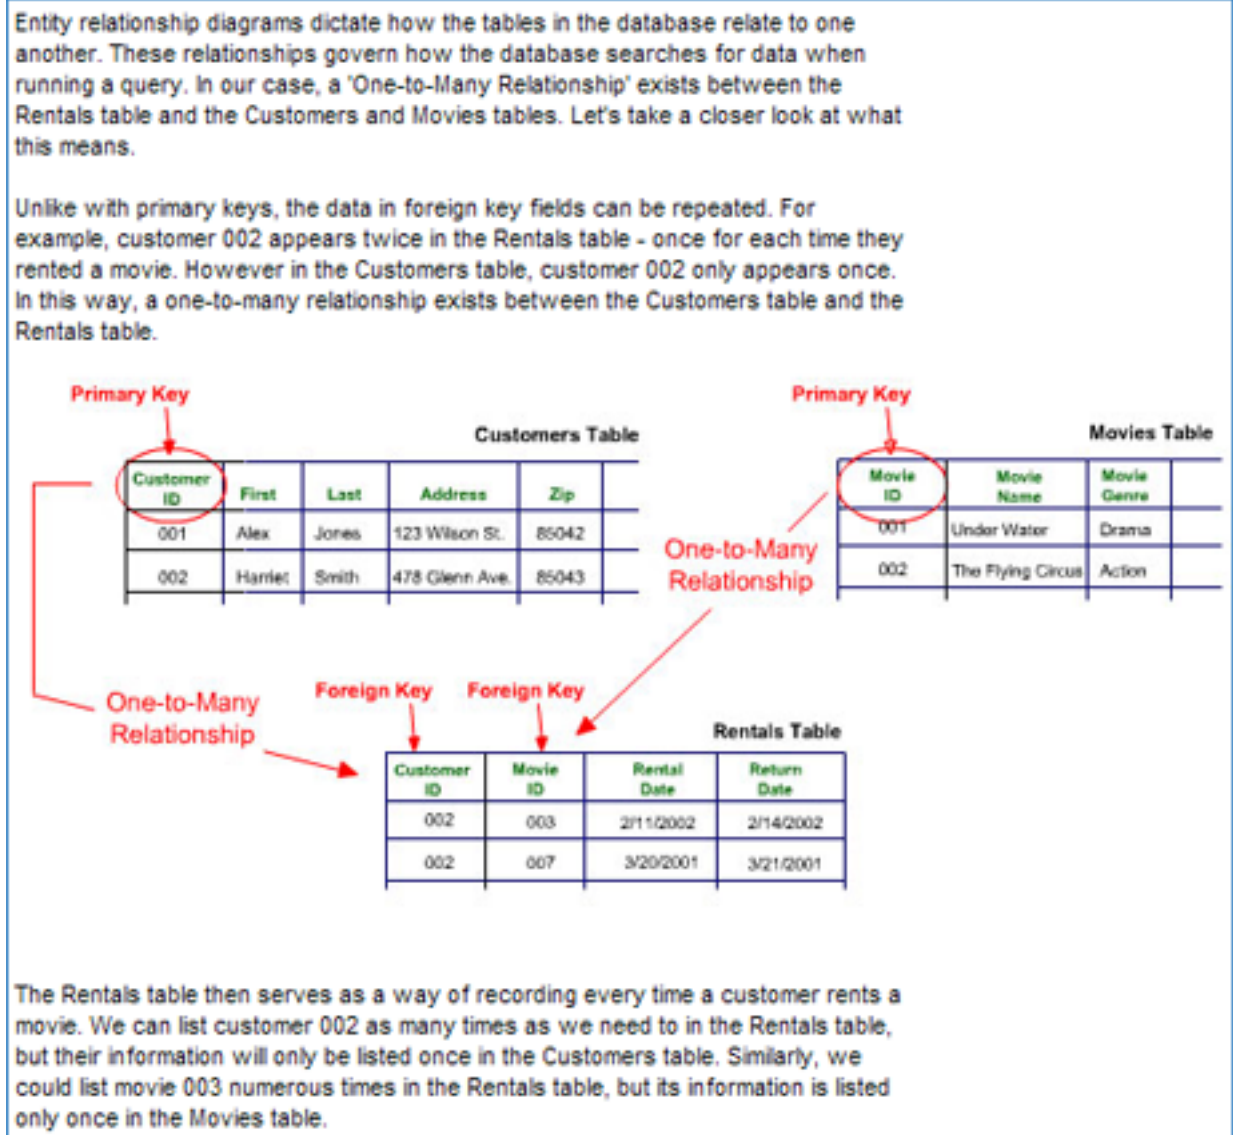 Entity relationship diagrams dictate how the tables in the database relate to one
another. These relationships govern how the database searches for data when
running a query. In our case, a 'One-to-Many Relationship' exists between the
Rentals table and the Customers and Movies tables. Let's take a closer look at what
this means.
Unlike with primary keys, the data in foreign key fields can be repeated. For
example, customer 002 appears twice in the Rentals table - once for each time they
rented a movie. However in the Customers table, customer 002 only appears once.
In this way, a one-to-many relationship exists between the Customers table and the
Rentals table.
Primary Key
Customers Table
Customer ID First Last Address Zip
001 Alex Jones 123 Wilson St. 85042
002 Harriet Smith 478 Glenn Ave. 85043
Primary Key
Movies Table
Movie ID Movie Name Movie Genre
001 Under Water Drama
002 The Flying Circus Action
One-to-Many
Relationship
One-to-Many
Relationship
Foreign Key Foreign Key
Rentals Table
Customer ID Movie ID Rental Date Return Date
002 003 2/11/2002 2/14/2002
002 007 3/20/2001 3/21/2001
The Rentals table then serves as a way of recording every time a customer rents a
movie. We can list customer 002 as many times as we need to in the Rentals table,
but their information will only be listed once in the Customers table. Similarly, we
could list movie 003 numerous times in the Rentals table, but its information is listed
only once in the Movies table.